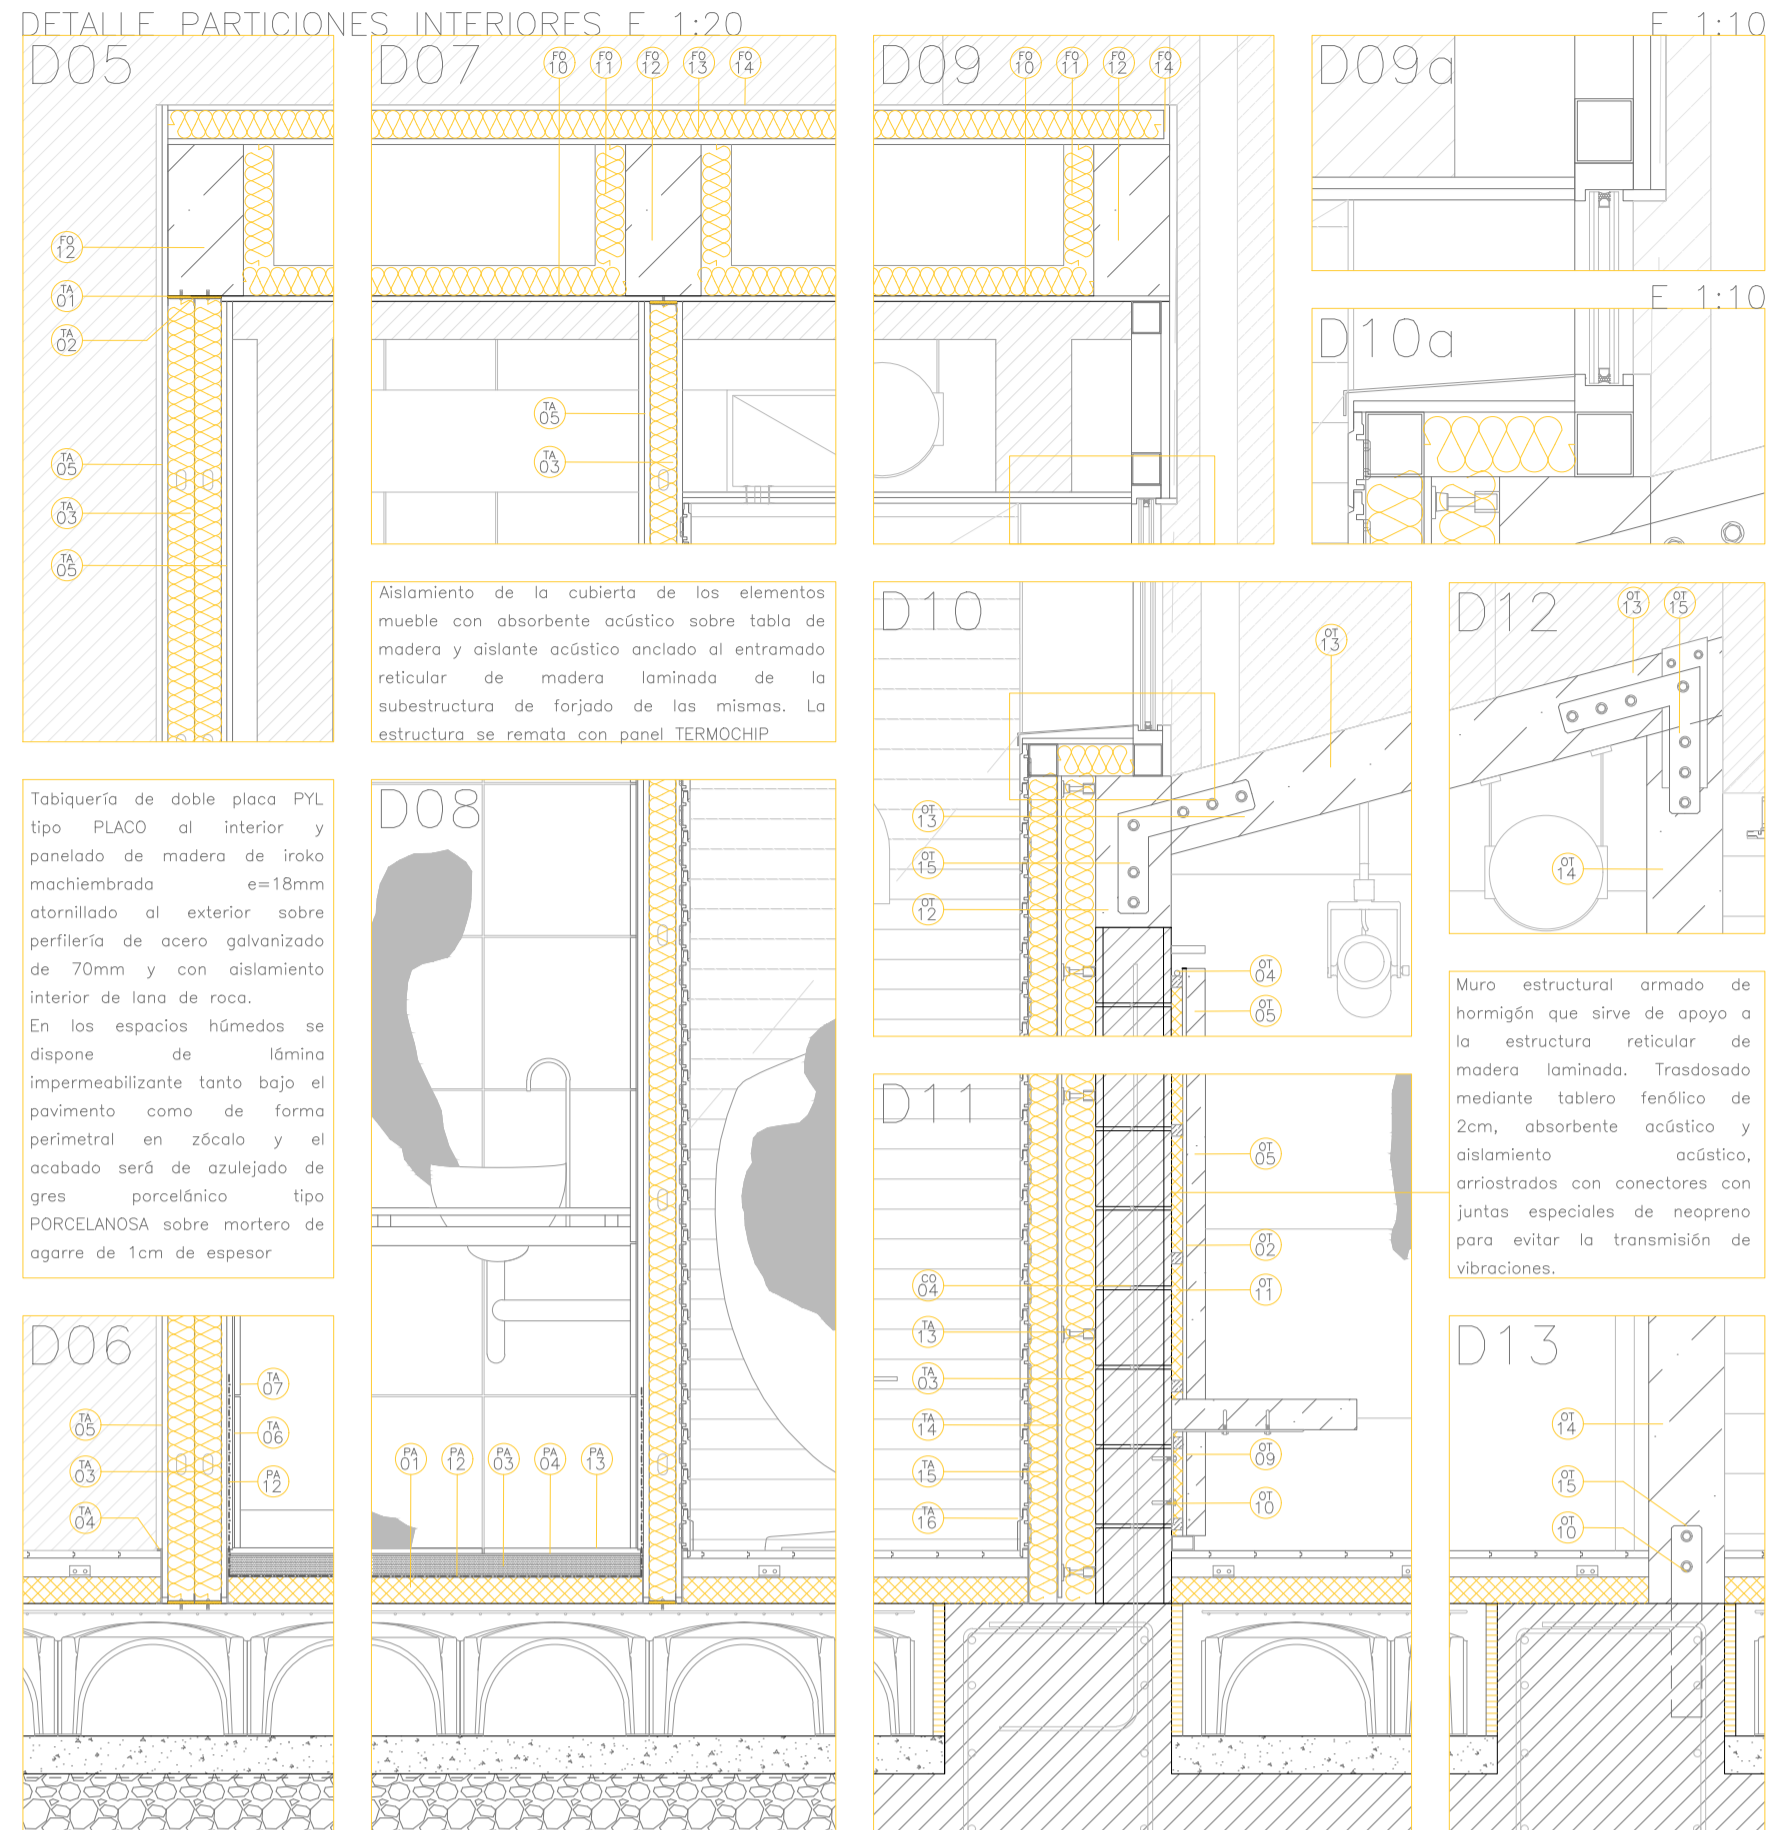 DETALLE PARTICIONES INTERIORES E 1:20
E 1:10
D05
FO
12
TA
01
TA
02
TA
05
TA
03
TA
05
D07
FO
10
FO
11
FO
12
FO
13
FO
14
TA
05
TA
03
D09
FO
10
FO
11
FO
12
FO
14
D09a
E 1:10
D10a
Aislamiento de la cubierta de los elementos
mueble con absorbente acústico sobre tabla de
madera y aislante acústico anclado al entramado
reticular de madera laminada de la
subestructura de forjado de las mismas. La
estructura se remata con panel TERMOCHIP
D10
OT
13
OT
13
OT
15
OT
12
OT
04
OT
05
D12
OT
13
OT
15
OT
14
Tabiquería de doble placa PYL
tipo PLACO al interior y
panelado de madera de iroko
machiembrada e=18mm
atornillado al exterior sobre
perfilería de acero galvanizado
de 70mm y con aislamiento
interior de lana de roca.
En los espacios húmedos se
dispone de lámina
impermeabilizante tanto bajo el
pavimento como de forma
perimetral en zócalo y el
acabado será de azulejado de
gres porcelánico tipo
PORCELANOSA sobre mortero de
agarre de 1cm de espesor
D08
PA
01
PA
12
PA
03
PA
04
PA
13
Muro estructural armado de
hormigón que sirve de apoyo a
la estructura reticular de
madera laminada. Trasdosado
mediante tablero fenólico de
2cm, absorbente acústico y
aislamiento acústico,
arriostrados con conectores con
juntas especiales de neopreno
para evitar la transmisión de
vibraciones.
D11
OT
05
OT
02
OT
11
CO
04
TA
13
TA
03
TA
14
TA
15
TA
16
OT
09
OT
10
D06
TA
07
TA
05
TA
06
TA
03
PA
12
TA
04
D13
OT
14
OT
15
OT
10